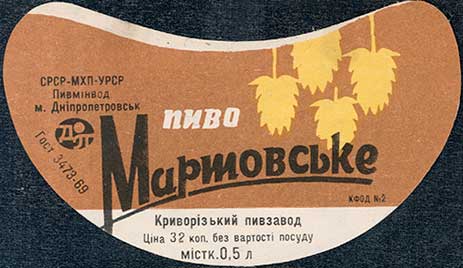 СРСР-МХП-УРСР
Пивмінвод
м. Дніпропетровськ
Гост 3473-69
пиво
Мартовське
КФОД №2
Криворізький пивзавод
Ціна 32 коп. без вартості посуду
містк.0,5 л